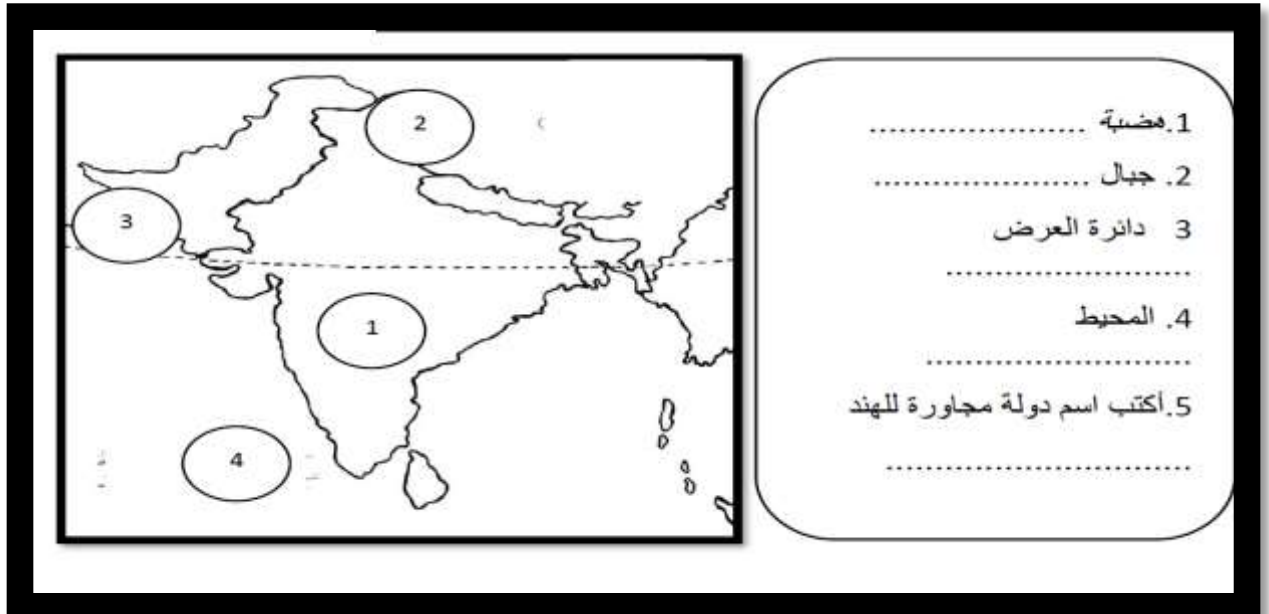 1.هضبة ......................
2. جبال ......................
3 دائرة العرض
.........................
4. المحيط
...........................
5.أكتب اسم دولة مجاورة للهند
...............................
2
3
1
4